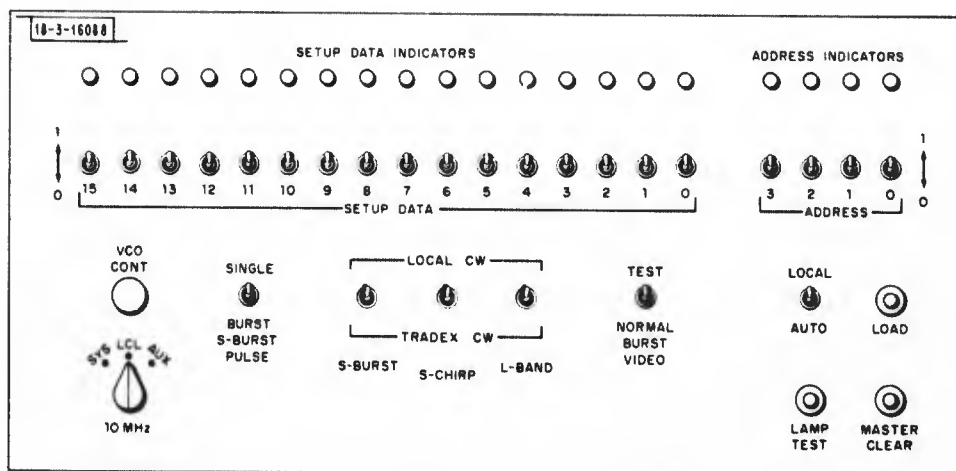 18-3-16088
SETUP DATA INDICATORS
ADDRESS INDICATORS
1
0
15 14 13 12 11 10 9 8 7 6 5 4 3 2 1 0
SETUP DATA
3 2 1 0
ADDRESS
1
0
VCO
CONT
SYS LCL AUX
10 MHz
SINGLE
BURST
S-BURST
PULSE
LOCAL CW
TRADEX CW
S-BURST
S-CHIRP
L-BAND
TEST
NORMAL
BURST
VIDEO
LOCAL
AUTO
LOAD
LAMP
TEST
MASTER
CLEAR